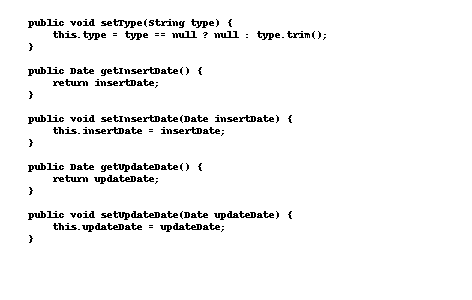 public void setType(String type) {
    this.type = type == null ? null : type.trim();
}
public Date getInsertDate() {
    return insertDate;
}
public void setInsertDate(Date insertDate) {
    this.insertDate = insertDate;
}
public Date getUpdateDate() {
    return updateDate;
}
public void setUpdateDate(Date updateDate) {
    this.updateDate = updateDate;
}